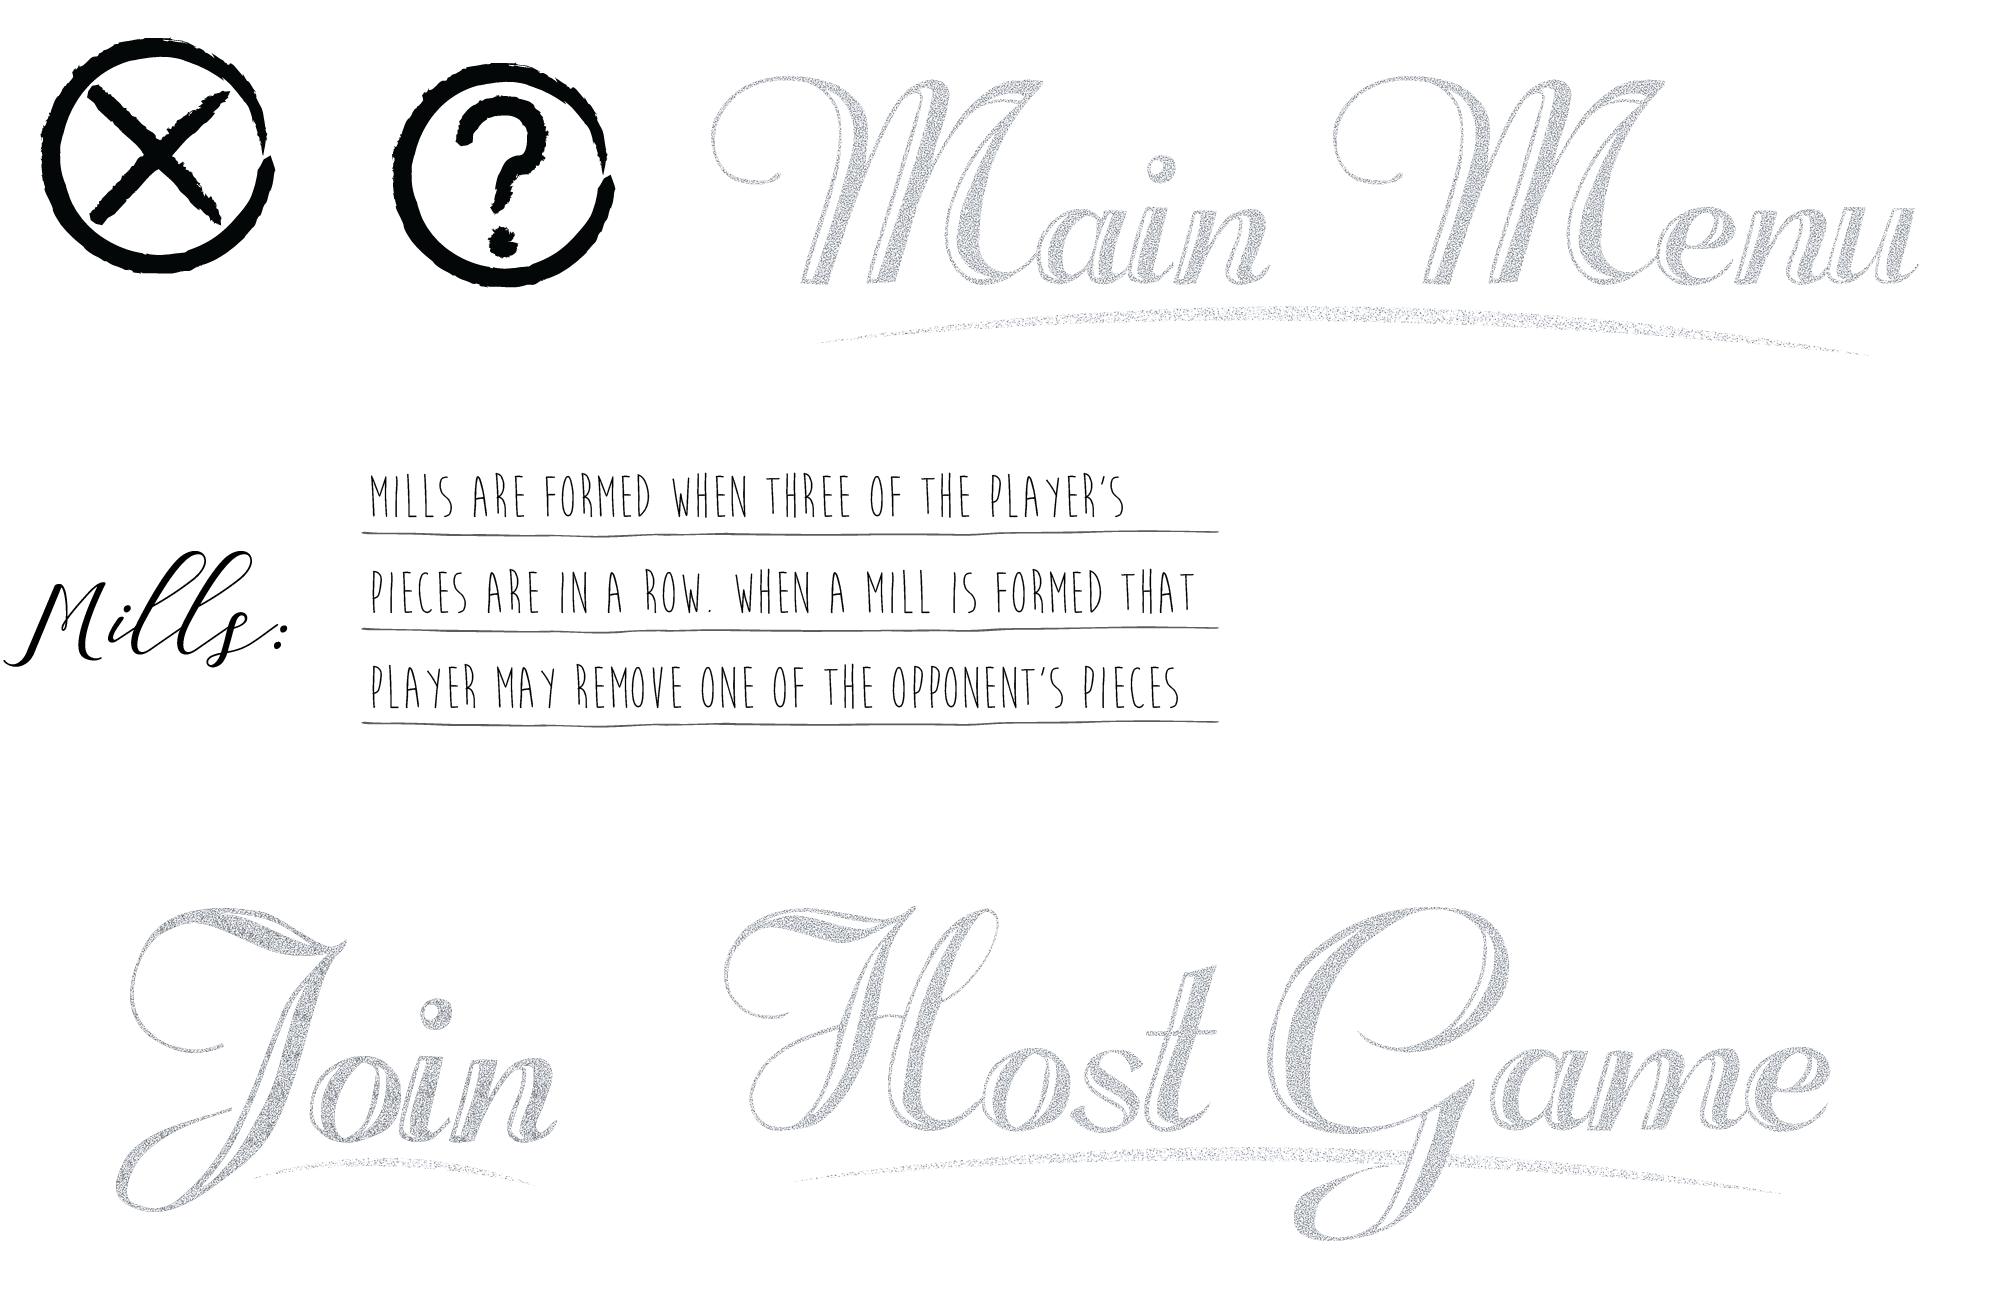 ?
Main Menu
MILLS ARE FORMED WHEN THREE OF THE PLAYER'S
Mills:
PIECES ARE IN A ROW. WHEN A MILL IS FORMED THAT
PLAYER MAY REMOVE ONE OF THE OPPONENT'S PIECES
Join
Host Game